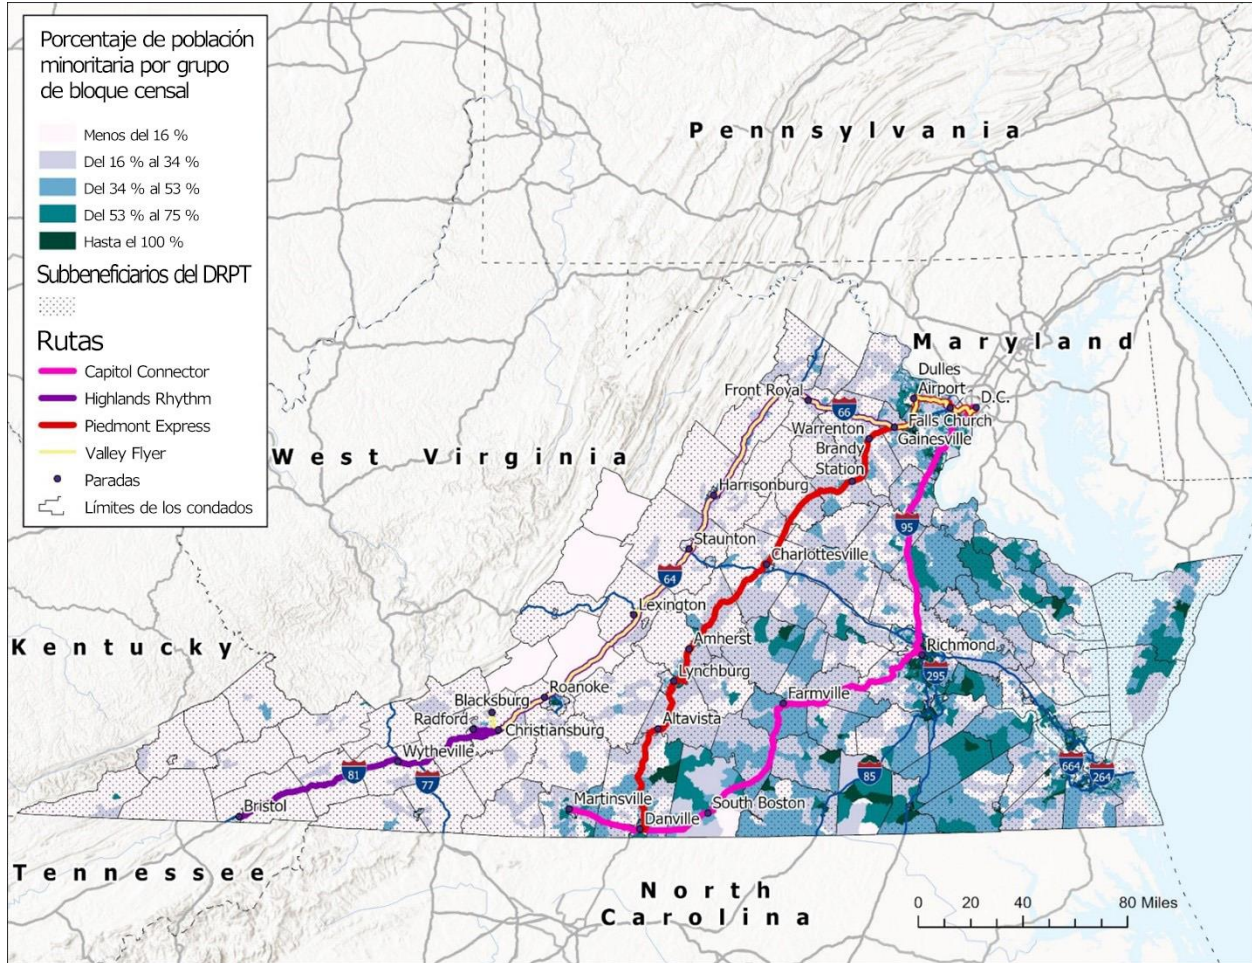 Porcentaje de población
minoritaria por grupo
de bloque censal
Menos del 16 %
Del 16 % al 34 %
Del 34 % al 53 %
Del 53 % al 75 %
Hasta el 100 %
Subbeneficiarios del DRPT
Rutas
Capitol Connector
Highlands Rhythm
Piedmont Express
Valley Flyer
Paradas
Límites de los condados
Pennsylvania
Maryland
West Virginia
Kentucky
Tennessee
North
Carolina
Dulles
Airport
D.C.
Front Royal
66
Falls Church
Warrenton
Gainesville
Brandy
Station
Harrisonburg
95
Staunton
Charlottesville
64
Lexington
Amherst
Richmond
295
Lynchburg
Roanoke
Blacksburg
Farmville
Radford
Christiansburg
Altavista
Wytheville
81
77
85
664
264
Bristol
Martinsville
South Boston
Danville
0 20 40 80 Miles